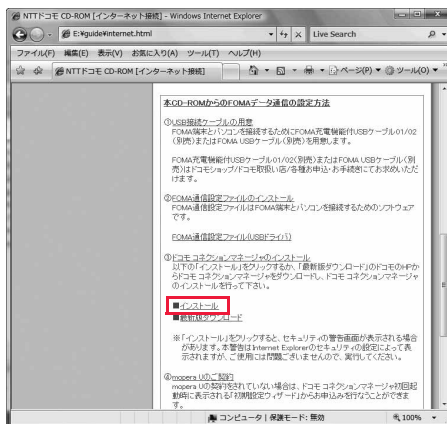 NTTドコモ CD-ROM [インターネット接続] - Windows Internet Explorer
E:¥guide¥internet.html
Live Search
ファイル(F) 編集(E) 表示(V) お気に入り(A) ツール(T) ヘルプ(H)
NTTドコモ CD-ROM [インターネット接続]
ページ(P) ツール(O)
本CD-ROMからのFOMAデータ通信の設定方法
①USB接続ケーブルの用意
FOMA端末とパソコンを接続するためにFOMA充電機能付USBケーブル01/02
(別売)またはFOMA USBケーブル(別売)を用意します。
FOMA充電機能付USBケーブル01/02(別売)またはFOMA USBケーブル(別
売)はドコモショップ/ドコモ取扱い店/各種お申込・お手続きにてお求めいただ
けます。
②FOMA通信設定ファイルのインストール
FOMA通信設定ファイルはFOMA端末とパソコンを接続するためのソフトウェア
です。
FOMA通信設定ファイル(USBドライバ)
③ドコモ コネクションマネージャのインストール
以下の「インストール」をクリックするか、「最新版ダウンロード」のドコモのHPか
らドコモ コネクションマネージャをダウンロードし、ドコモ コネクションマネージャ
のインストールを行って下さい。
■インストール
■最新版ダウンロード
※「インストール」をクリックすると、セキュリティの警告画面が表示される場合
があります。本警告はInternet Explorerのセキュリティの設定によって表
示されますが、ご使用には問題ございませんので、実行してください。
④mopera Uのご契約
mopera Uの契約をされていない場合は、ドコモ コネクションマネージャ初回起
動時に表示される「初期設定ウィザード」からお申込みを行なうことができま
す。
コンピュータ | 保護モード: 無効
100%